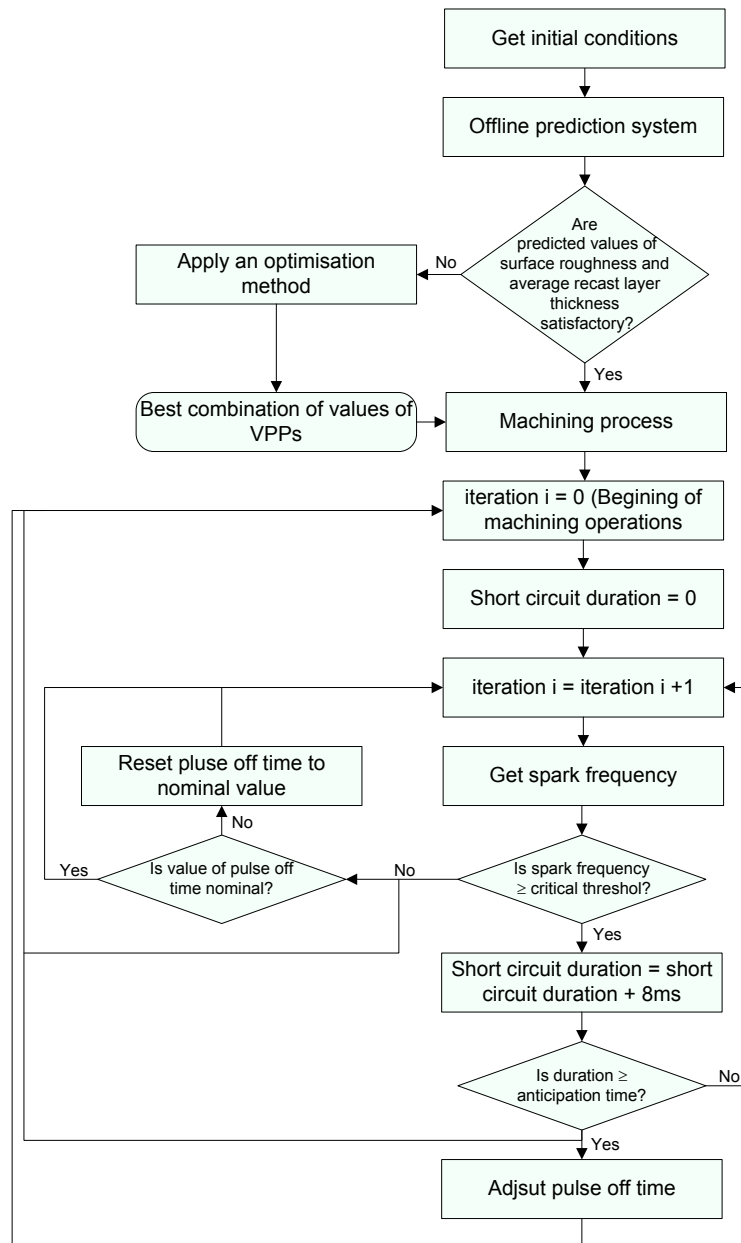 Get initial conditions
Offline prediction system
Are
predicted values of
surface roughness and
average recast layer
thickness
satisfactory?
No
Apply an optimisation
method
Yes
Best combination of values of
VPPs
Machining process
iteration i = 0 (Begining of
machining operations
Short circuit duration = 0
iteration i = iteration i +1
Reset pluse off time to
nominal value
Get spark frequency
No
Yes
Is value of pulse off
time nominal?
No
Is spark frequency
≥ critical threshol?
Yes
Short circuit duration = short
circuit duration + 8ms
Is duration ≥
anticipation time?
No
Yes
Adjsut pulse off time